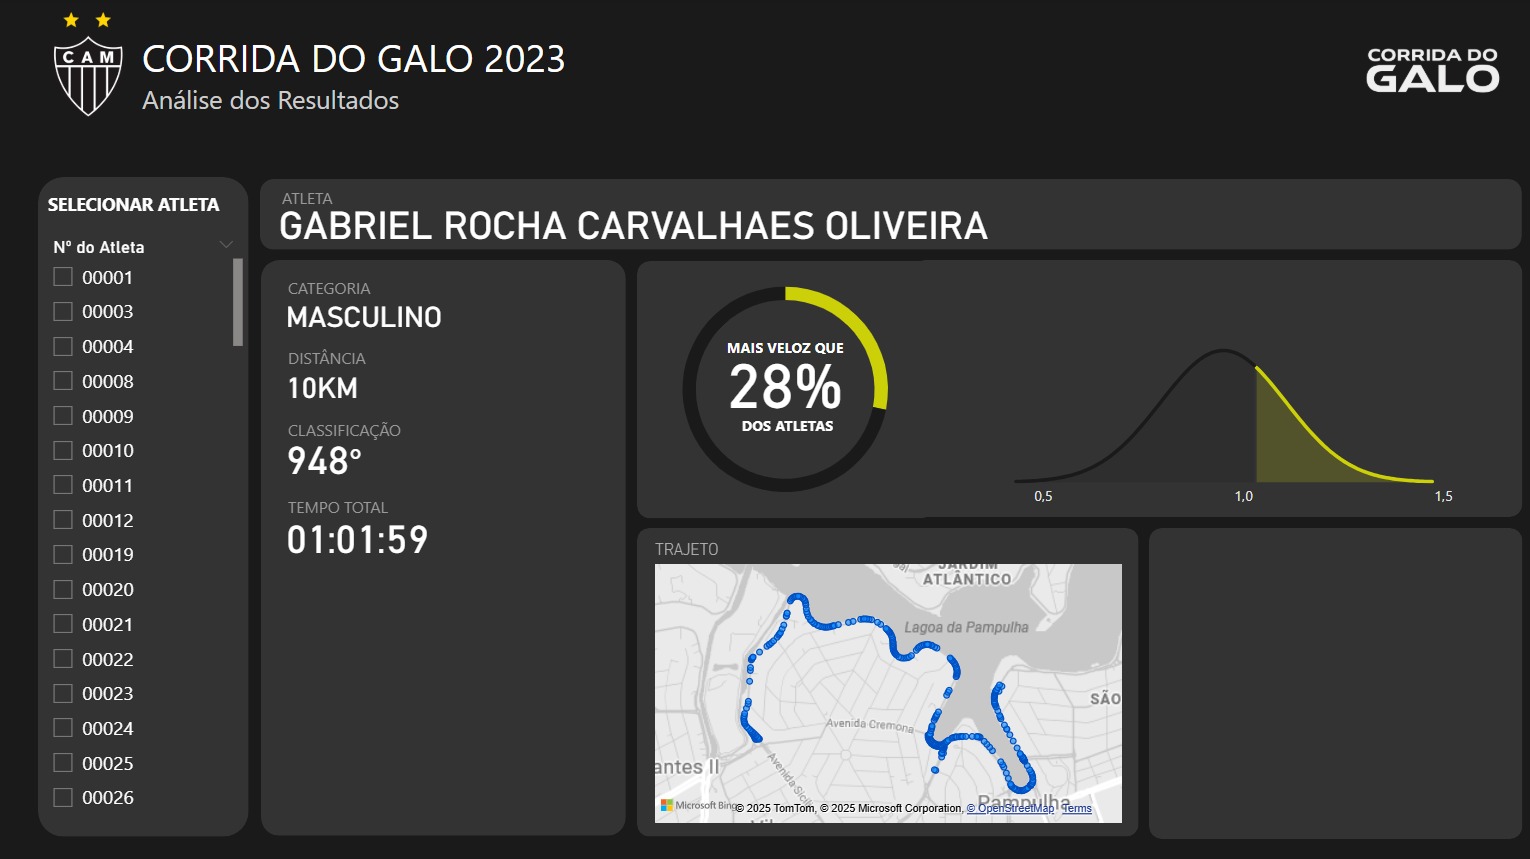 CAM
CORRIDA DO GALO 2023
Análise dos Resultados
CORRIDA DO
GALO
SELECIONAR ATLETA
Nº do Atleta
00001
00003
00004
00008
00009
00010
00011
00012
00019
00020
00021
00022
00023
00024
00025
00026
ATLETA
GABRIEL ROCHA CARVALHAES OLIVEIRA
CATEGORIA
MASCULINO
DISTÂNCIA
10KM
CLASSIFICAÇÃO
948°
TEMPO TOTAL
01:01:59
MAIS VELOZ QUE
28%
DOS ATLETAS
0,5
1,0
1,5
TRAJETO
JARDIM
ATLÂNTICO
Lagoa da Pampulha
SÃO
Avenida Cremona
antes II
Pampulha
Microsoft Bing
© 2025 TomTom, © 2025 Microsoft Corporation, © OpenStreetMap Terms